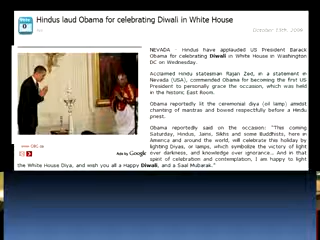 Hindus laud Obama for celebrating Diwali in White House
0
NEVADA - Hindus have applauded US President Barack
Obama for celebrating Diwali in White House in Washington
DC on Wednesday.
Acclaimed Hindu statesman Rajan Zed, in a statement in
Nevada (USA), commended Obama for becoming the first US
President to personally grace the occasion, which was held
in the historic East Room.
Obama reportedly lit the ceremonial diya (oil lamp) amidst
chanting of mantras and bowed respectfully before a Hindu
priest.
Obama reportedly said on the occasion: "This coming
Saturday, Hindus, Jains, Sikhs and some Buddhists, here in
America and around the world, will celebrate this holiday by
lighting Diyas, or lamps, which symbolize the victory of light
over darkness, and knowledge over ignorance... And in that
Ads by Google
spirit of celebration and contemplation, I am happy to light
the White House Diya, and wish you all a Happy Diwali, and a Saal Mubarak."